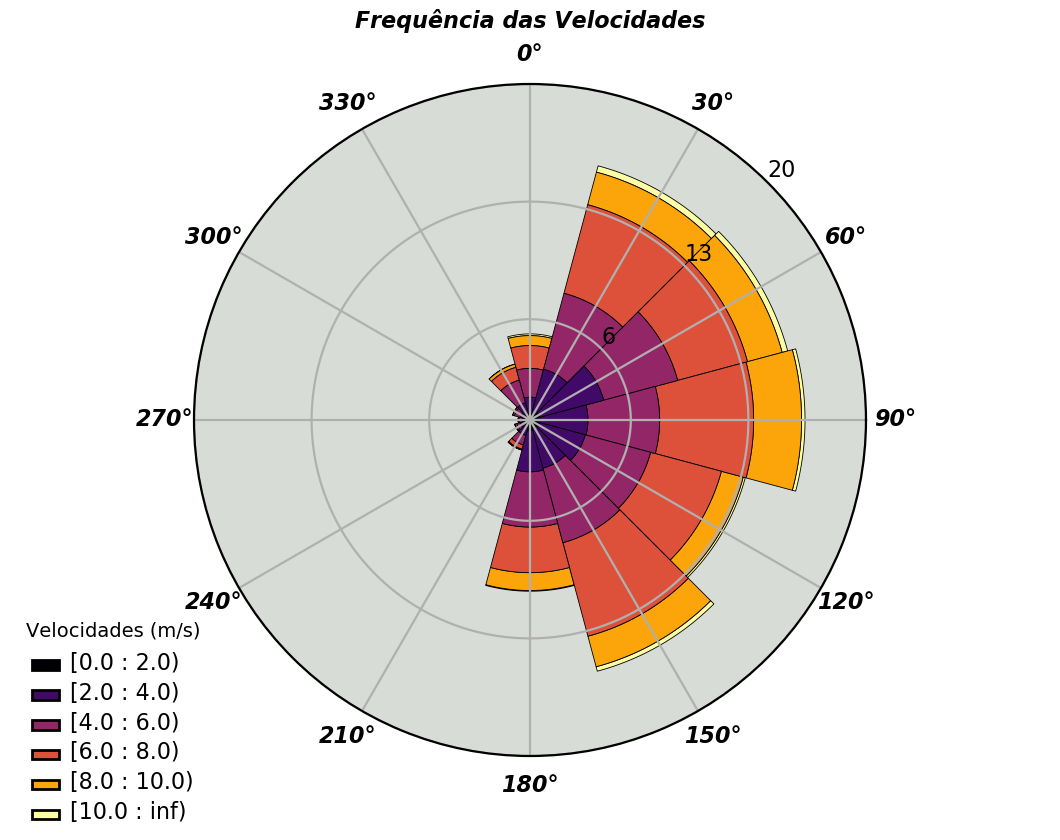 Frequência das Velocidades
0°
330°
30°
20
300°
60°
13
6
270°
90°
240°
120°
210°
150°
180°
Velocidades (m/s)
[0.0 : 2.0)
[2.0 : 4.0)
[4.0 : 6.0)
[6.0 : 8.0)
[8.0 : 10.0)
[10.0 : inf)